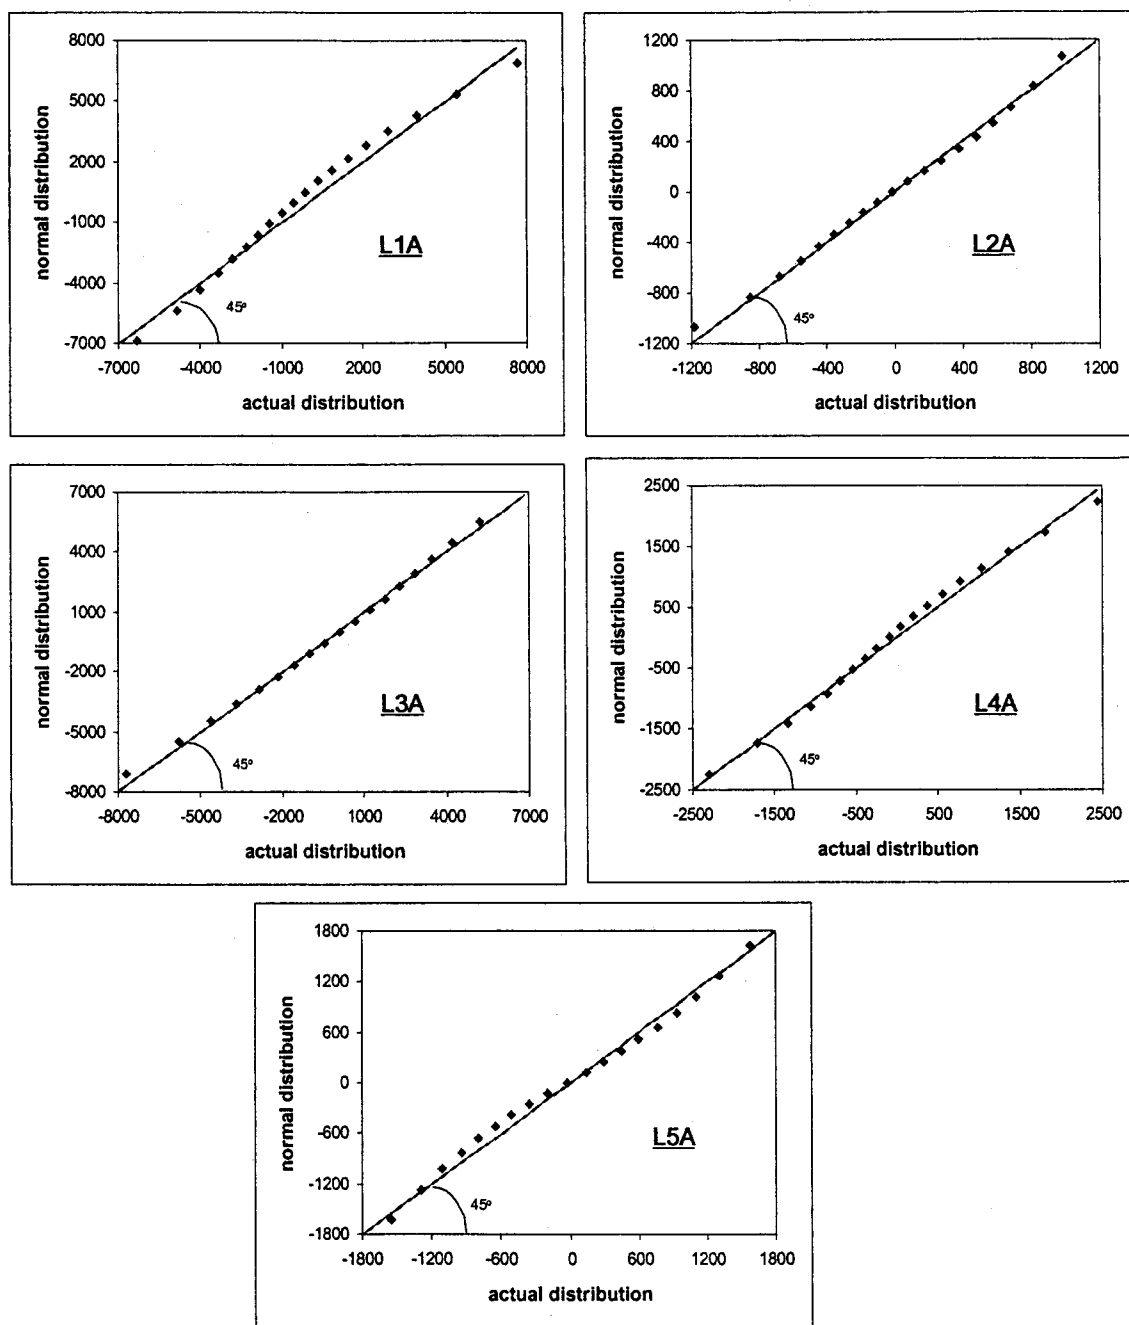 8000
5000
2000
-1000
-4000
-7000
normal distribution
L1A
45°
-7000 -4000 -1000 2000 5000 8000
actual distribution
1200
800
400
0
-400
-800
-1200
normal distribution
L2A
45°
-1200 -800 -400 0 400 800 1200
actual distribution
7000
4000
1000
-2000
-5000
-8000
normal distribution
L3A
45°
-8000 -5000 -2000 1000 4000 7000
actual distribution
2500
1500
500
-500
-1500
-2500
normal distribution
L4A
45°
-2500 -1500 -500 500 1500 2500
actual distribution
1800
1200
600
0
-600
-1200
-1800
normal distribution
L5A
45°
-1800 -1200 -600 0 600 1200 1800
actual distribution